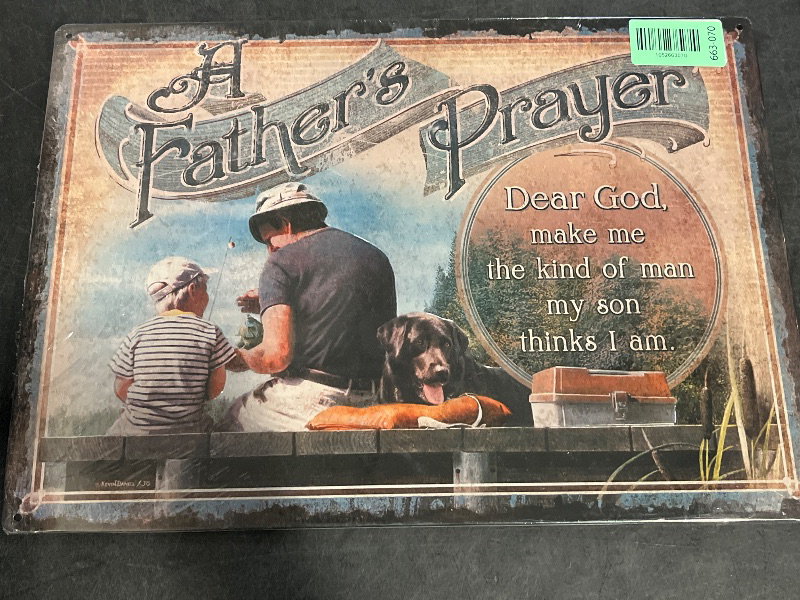 A
Father's
Prayer
Dear God,
make me
the kind of man
my son
thinks I am.
663-070